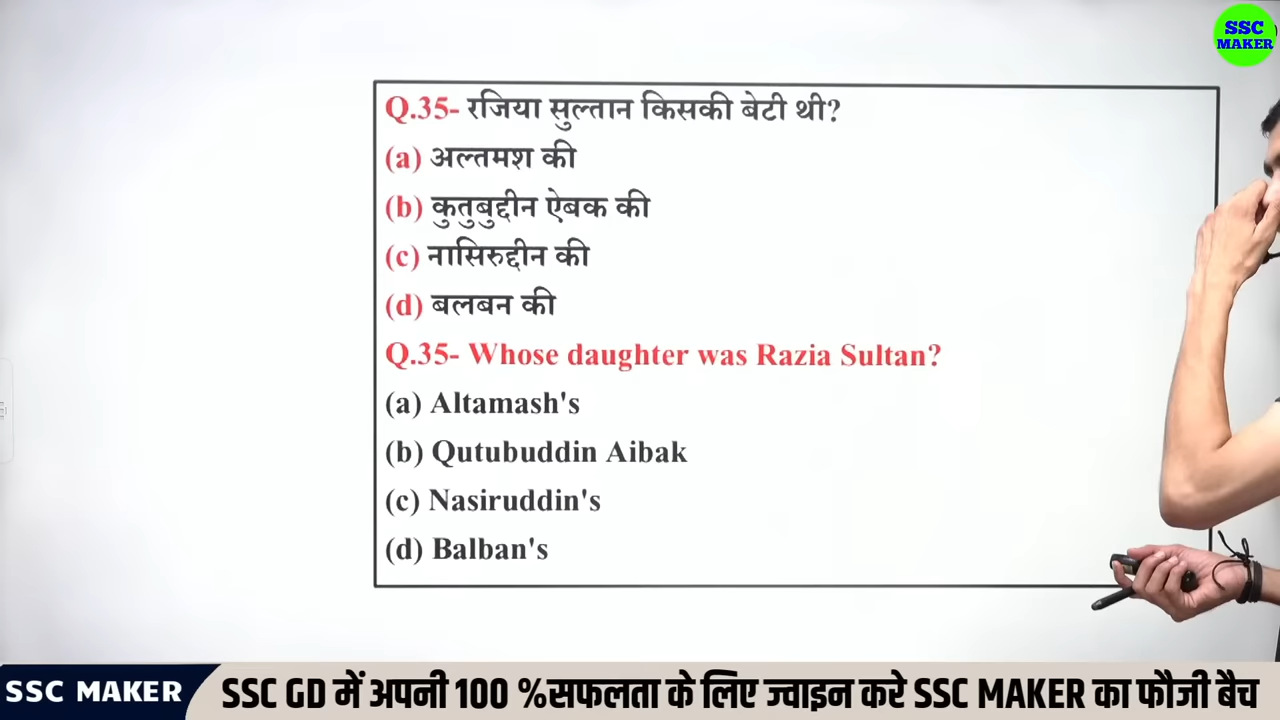 SSC
MAKER
Q.35- रजिया सुल्तान किसकी बेटी थी?
(a) अल्तमश की
(b) कुतुबुद्दीन ऐबक की
(c) नासिरुद्दीन की
(d) बलबन की
Q.35- Whose daughter was Razia Sultan?
(a) Altamash's
(b) Qutubuddin Aibak
(c) Nasiruddin's
(d) Balban's
SSC MAKER SSC GD में अपनी 100 %सफलता के लिए ज्वाइन करे SSC MAKER का फौजी बैच